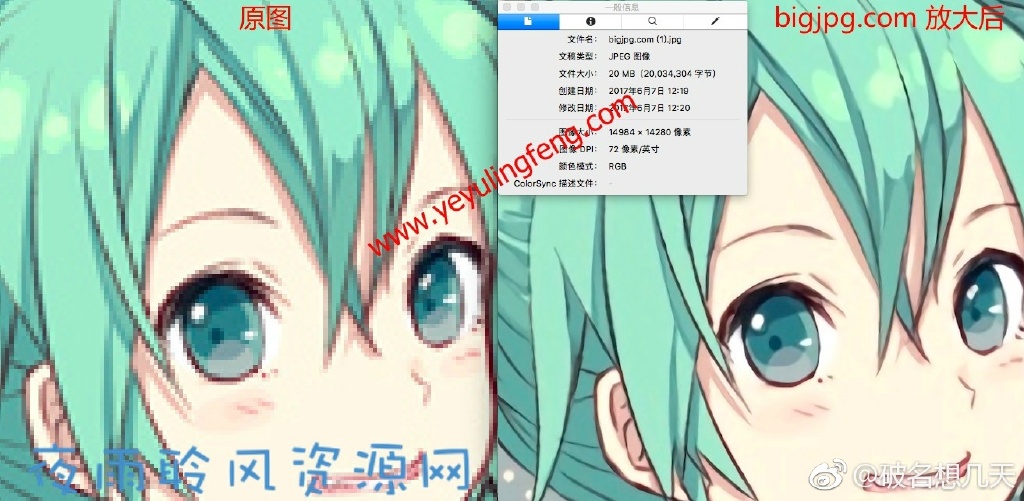 原图
bigjpg.com 放大后
一般信息
文件名： bigjpg.com (1).jpg
文稿类型： JPEG 图像
文件大小： 20 MB（20,034,304 字节）
创建日期： 2017年6月7日 12:19
修改日期： 2017年6月7日 12:20
图像大小： 14984 × 14280 像素
图像 DPI： 72 像素/英寸
颜色模式： RGB
ColorSync 描述文件： -
www.yeyulingfeng.com
夜雨聆风资源网
@破名想几天